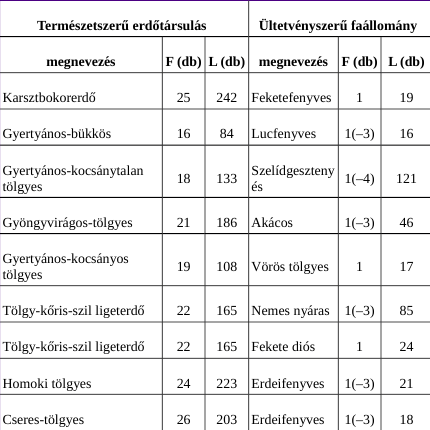 Természetszerű erdőtársulás Ültetvényszerű faállomány
megnevezés F (db) L (db) megnevezés F (db) L (db)
Karsztbokorerdő 25 242 Feketefenyves 1 19
Gyertyános-bükkös 16 84 Lucfenyves 1(–3) 16
Gyertyános-kocsánytalan Szelídgeszteny
tölgyes 18 133 és 1(–4) 121
Gyöngyvirágos-tölgyes 21 186 Akácos 1(–3) 46
Gyertyános-kocsányos
tölgyes 19 108 Vörös tölgyes 1 17
Tölgy-kőris-szil ligeterdő 22 165 Nemes nyáras 1(–3) 85
Tölgy-kőris-szil ligeterdő 22 165 Fekete diós 1 24
Homoki tölgyes 24 223 Erdeifenyves 1(–3) 21
Cseres-tölgyes 26 203 Erdeifenyves 1(–3) 18